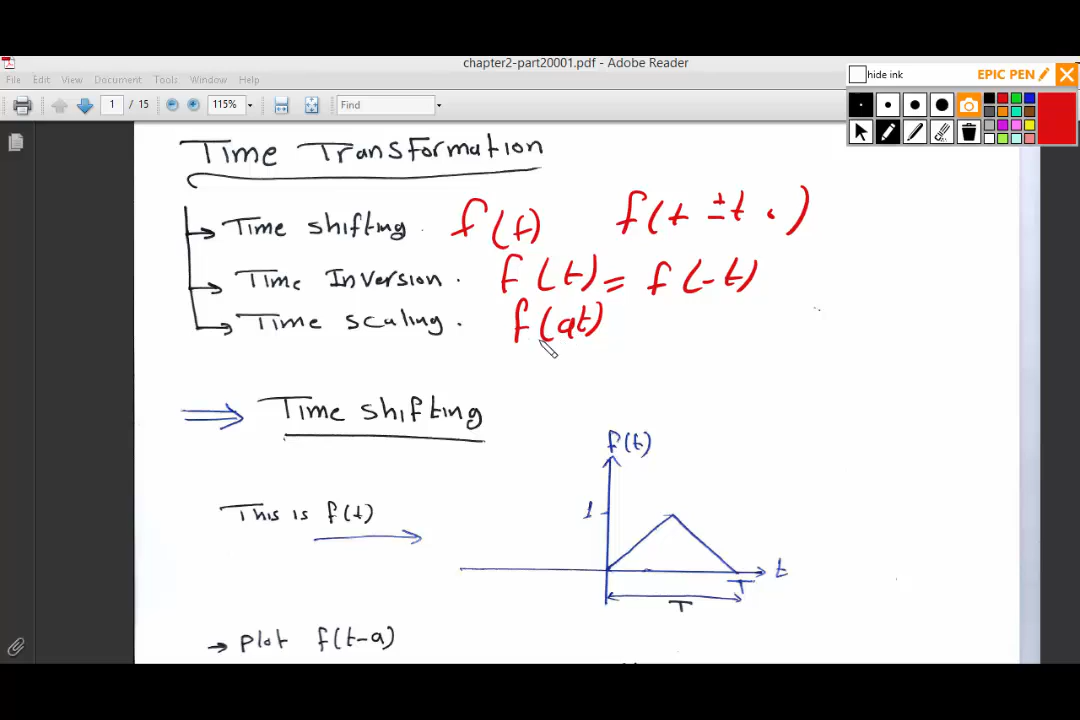 chapter2-part20001.pdf - Adobe Reader
hide ink EPIC PEN
File Edit View Document Tools Window Help
1 / 15 115% Find
Time Transformation
Time shifting. f(t) f(t ± t.)
Time Inversion. f(t) = f(-t)
Time scaling. f(at)
⇒ Time shifting
f(t)
This is f(t)
1
t
T
T
→ Plot f(t-a)